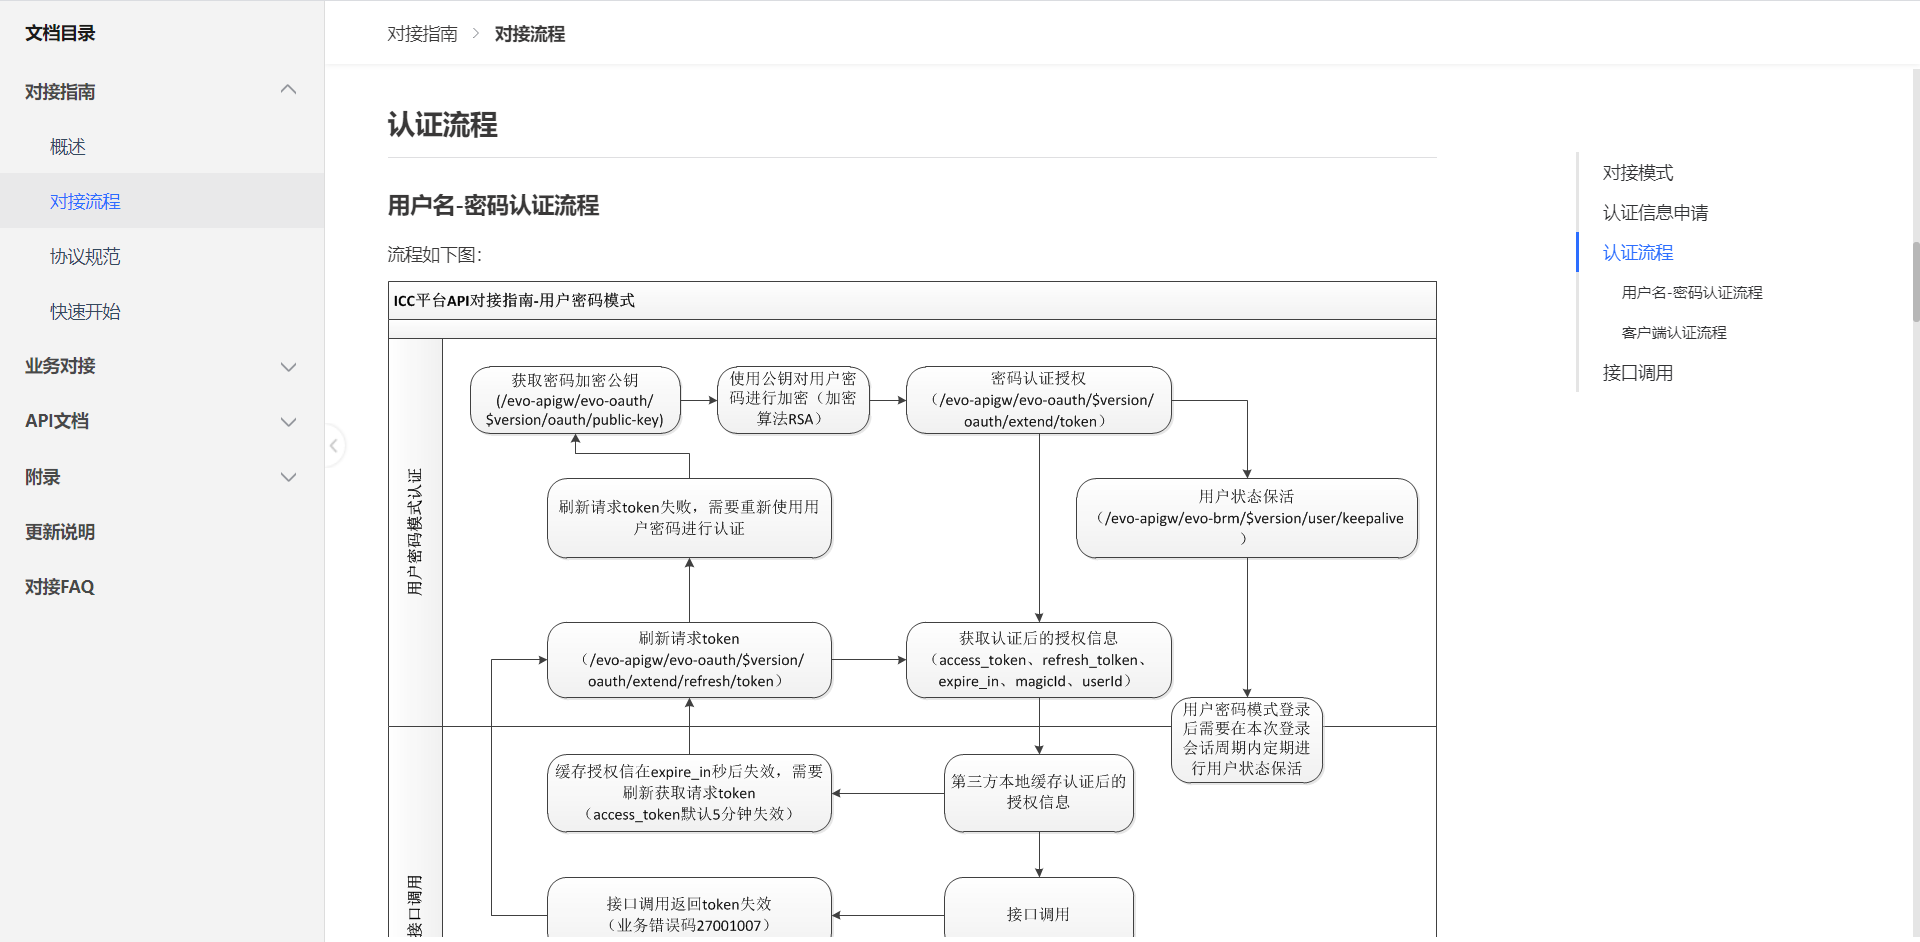 文档目录
对接指南
概述
对接流程
协议规范
快速开始
业务对接
API文档
附录
更新说明
对接FAQ
对接指南 > 对接流程
认证流程
用户名-密码认证流程
流程如下图：
ICC平台API对接指南-用户密码模式
用户密码模式认证
获取密码加密公钥
(/evo-apigw/evo-oauth/
$version/oauth/public-key)
使用公钥对用户密
码进行加密（加密
算法RSA）
密码认证授权
（/evo-apigw/evo-oauth/$version/
oauth/extend/token）
刷新请求token失败，需要重新使用用
户密码进行认证
用户状态保活
（/evo-apigw/evo-brm/$version/user/keepalive
）
刷新请求token
（/evo-apigw/evo-oauth/$version/
oauth/extend/refresh/token）
获取认证后的授权信息
（access_token、refresh_tolken、
expire_in、magicId、userId）
用户密码模式登录
后需要在本次登录
会话周期内定期进
行用户状态保活
接口调用
缓存授权信在expire_in秒后失效，需要
刷新获取请求token
（access_token默认5分钟失效）
第三方本地缓存认证后的
授权信息
接口调用返回token失效
（业务错误码27001007）
接口调用
对接模式
认证信息申请
认证流程
用户名-密码认证流程
客户端认证流程
接口调用